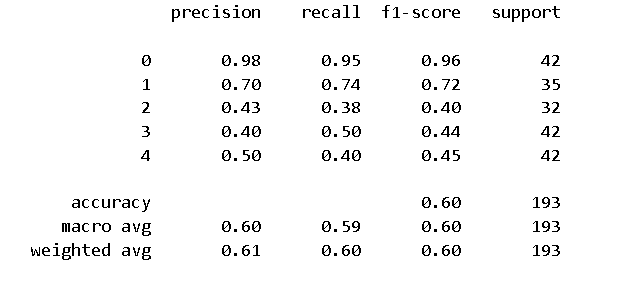 precision recall f1-score support
0 0.98 0.95 0.96 42
1 0.70 0.74 0.72 35
2 0.43 0.38 0.40 32
3 0.40 0.50 0.44 42
4 0.50 0.40 0.45 42
accuracy 0.60 193
macro avg 0.60 0.59 0.60 193
weighted avg 0.61 0.60 0.60 193